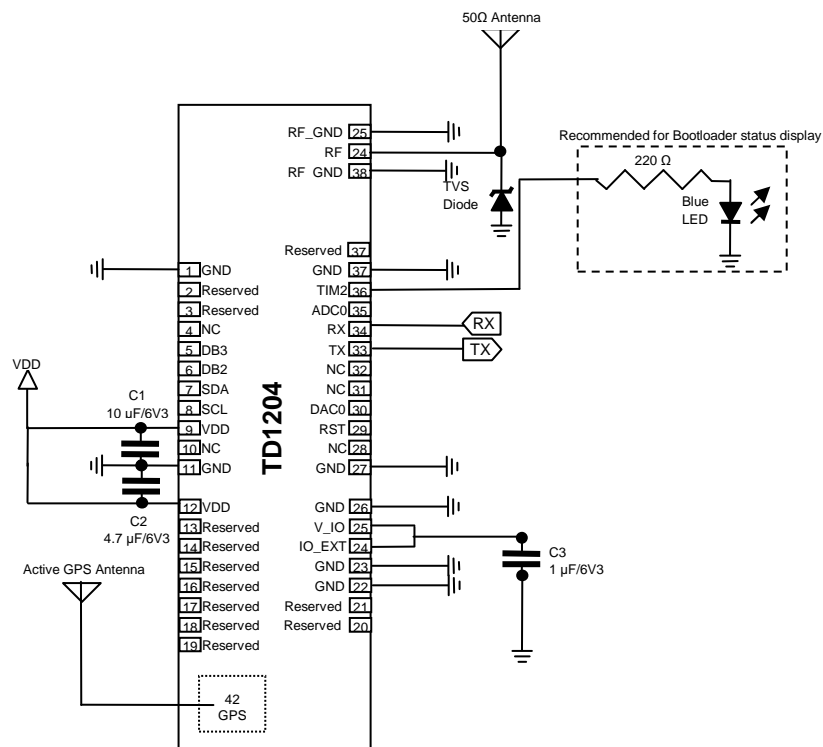 50Ω Antenna
RF_GND 25
RF 24
RF GND 38
TVS
Diode
Recommended for Bootloader status display
220 Ω
Blue
LED
Reserved 37
1 GND
GND 37
2 Reserved
TIM2 36
3 Reserved
ADC0 35
4 NC
RX 34
RX
5 DB3
TX 33
TX
6 DB2
NC 32
7 SDA
NC 31
8 SCL
DAC0 30
9 VDD
RST 29
10 NC
NC 28
11 GND
GND 27
VDD
C1
10 µF/6V3
TD1204
12 VDD
GND 26
C2
4.7 µF/6V3
13 Reserved
V_IO 25
14 Reserved
IO_EXT 24
15 Reserved
GND 23
16 Reserved
GND 22
17 Reserved
Reserved 21
18 Reserved
Reserved 20
19 Reserved
C3
1 µF/6V3
Active GPS Antenna
42
GPS